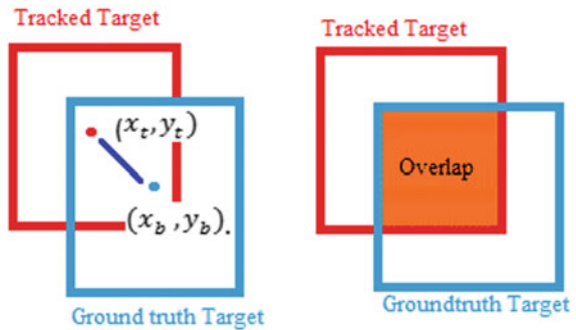 Tracked Target
(x_t, y_t)
(x_b, y_b).
Ground truth Target
Tracked Target
Overlap
Groundtruth Target